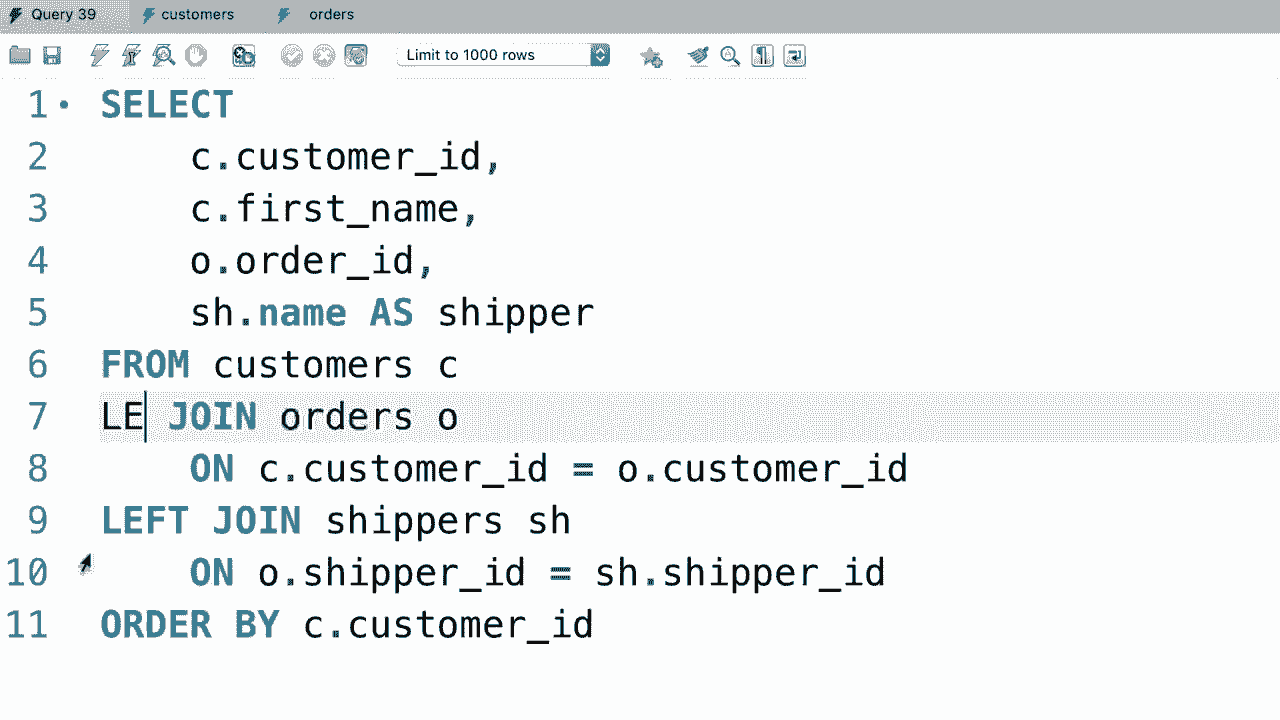 Query 39 customers orders
Limit to 1000 rows
1 SELECT
2 c.customer_id,
3 c.first_name,
4 o.order_id,
5 sh.name AS shipper
6 FROM customers c
7 LE JOIN orders o
8 ON c.customer_id = o.customer_id
9 LEFT JOIN shippers sh
10 ON o.shipper_id = sh.shipper_id
11 ORDER BY c.customer_id